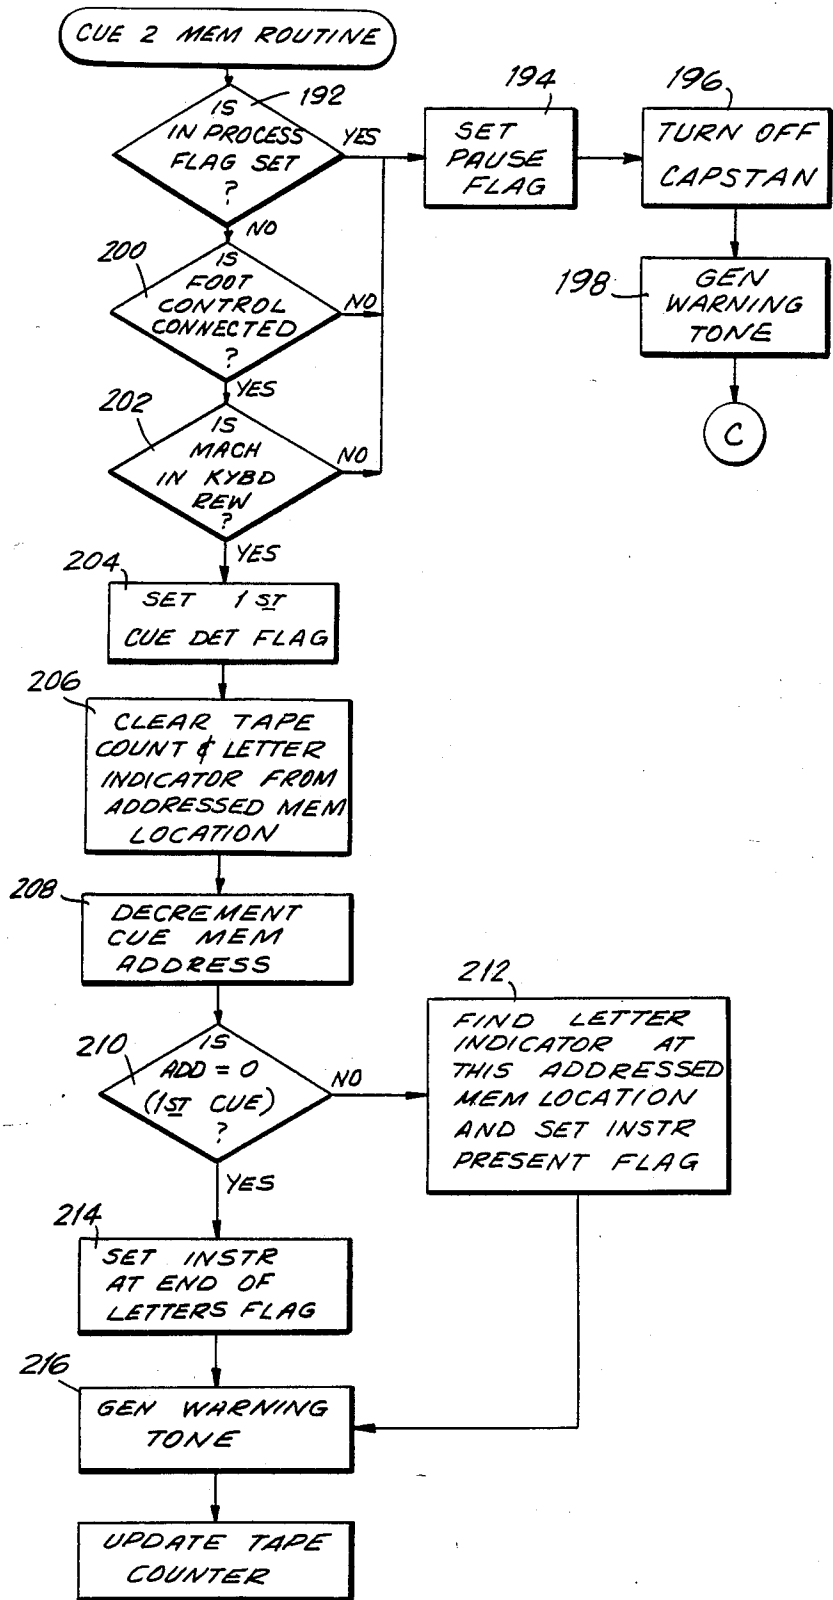 CUE 2 MEM ROUTINE
192
IS
IN PROCESS
FLAG SET
?
YES
NO
194
SET
PAUSE
FLAG
196
TURN OFF
CAPSTAN
198
GEN
WARNING
TONE
C
200
IS
FOOT
CONTROL
CONNECTED
?
NO
YES
202
IS
MACH
IN KYBD
REW
?
NO
YES
204
SET 1ST
CUE DET FLAG
206
CLEAR TAPE
COUNT & LETTER
INDICATOR FROM
ADDRESSED MEM
LOCATION
208
DECREMENT
CUE MEM
ADDRESS
210
IS
ADD = 0
(1ST CUE)
?
NO
YES
212
FIND LETTER
INDICATOR AT
THIS ADDRESSED
MEM LOCATION
AND SET INSTR
PRESENT FLAG
214
SET INSTR
AT END OF
LETTERS FLAG
216
GEN WARNING
TONE
UPDATE TAPE
COUNTER